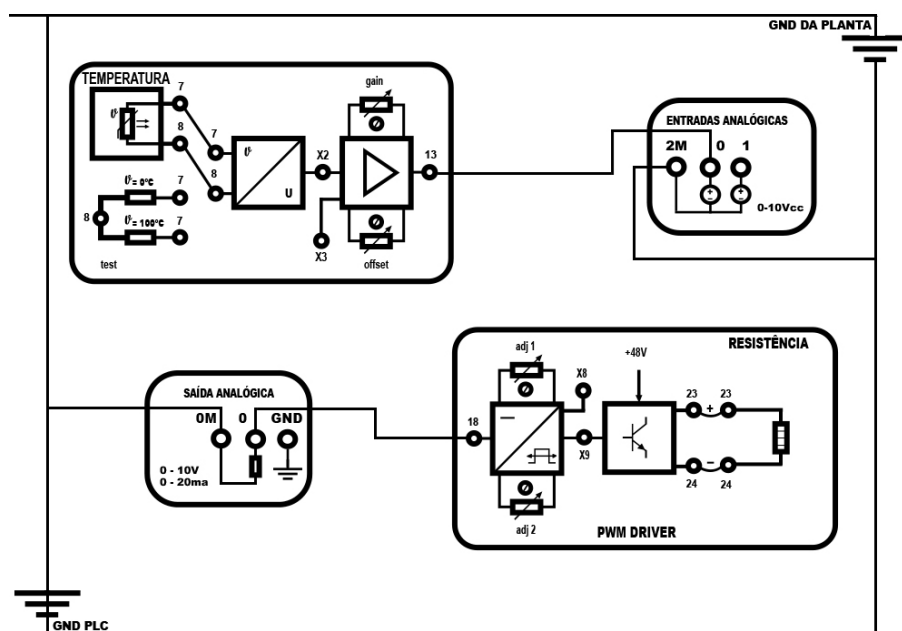 GND DA PLANTA
TEMPERATURA
gain
7
8
ϑ
7
8
ϑ
U
X2
X3
13
offset
ϑ = 0°C
7
8
ϑ = 100°C
7
test
ENTRADAS ANALÓGICAS
2M 0 1
0-10Vcc
SAÍDA ANALÓGICA
0M 0 GND
0 - 10V
0 - 20ma
RESISTÊNCIA
adj 1
+48V
X8
18
X9
23 23
+
−
24 24
adj 2
PWM DRIVER
GND PLC